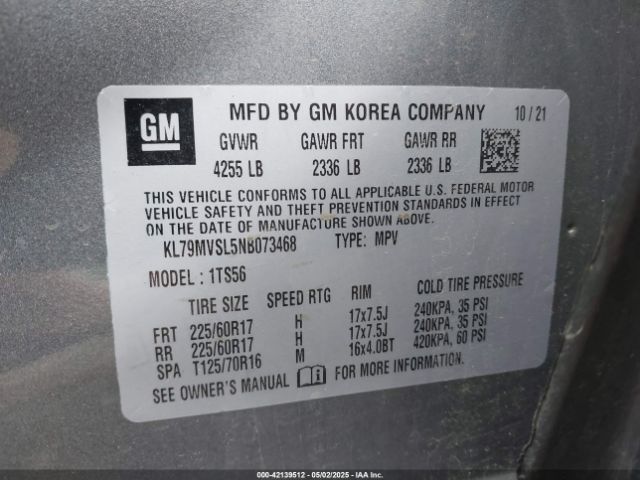 GM
MFD BY GM KOREA COMPANY 10/21
GVWR GAWR FRT GAWR RR
4255 LB 2336 LB 2336 LB
THIS VEHICLE CONFORMS TO ALL APPLICABLE U.S. FEDERAL MOTOR
VEHICLE SAFETY AND THEFT PREVENTION STANDARDS IN EFFECT
ON THE DATE OF MANUFACTURE SHOWN ABOVE.
KL79MVSL5NB073468 TYPE: MPV
MODEL : 1TS56
TIRE SIZE SPEED RTG RIM COLD TIRE PRESSURE
FRT 225/60R17 H 17x7.5J 240KPA, 35 PSI
RR 225/60R17 H 17x7.5J 240KPA, 35 PSI
SPA T125/70R16 M 16x4.0BT 420KPA, 60 PSI
SEE OWNER'S MANUAL FOR MORE INFORMATION.
000-42139512 - 05/02/2025 - IAAI.COM